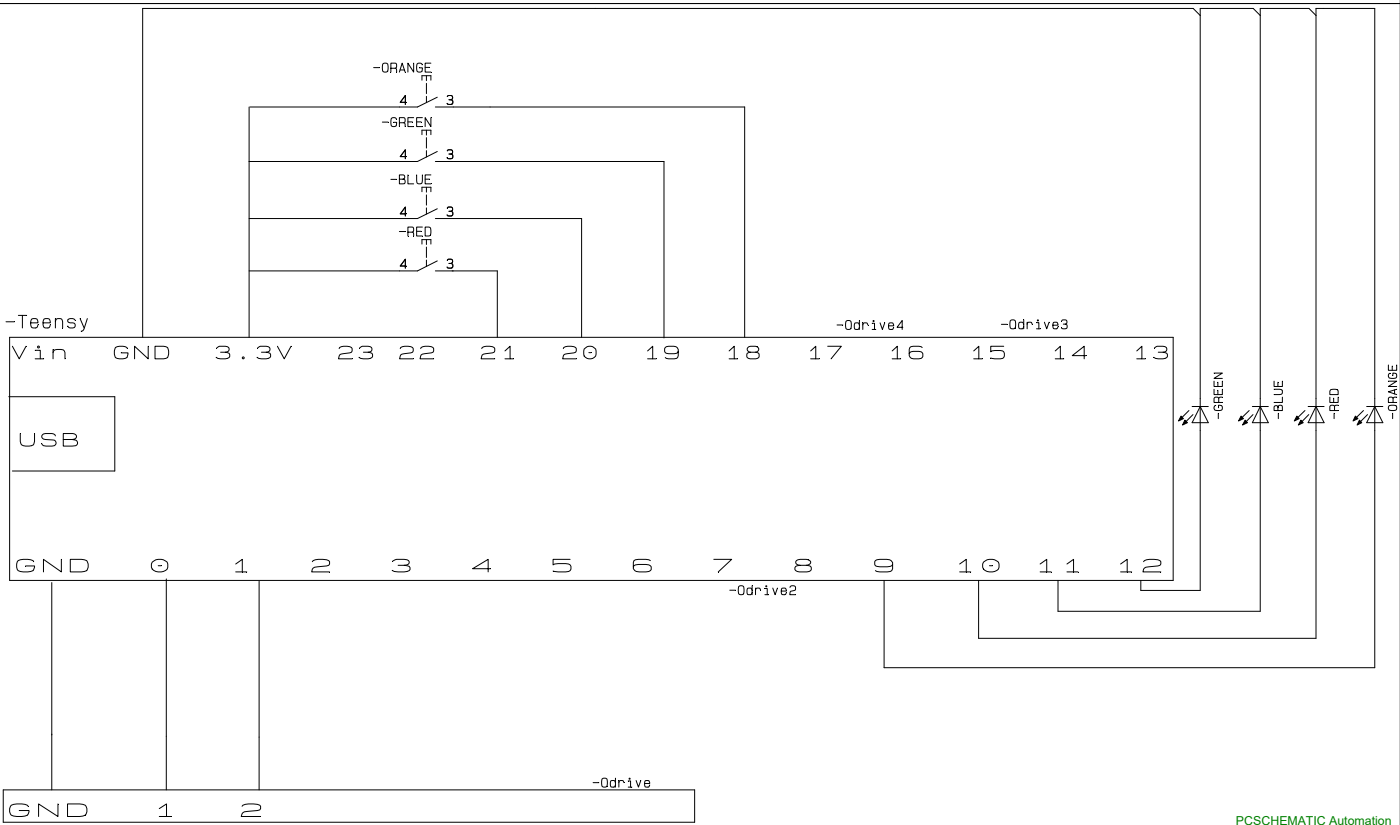 -ORANGE
4 3
-GREEN
4 3
-BLUE
4 3
-RED
4 3
-Teensy
-Odrive4
-Odrive3
Vin GND 3.3V 23 22 21 20 19 18 17 16 15 14 13
-GREEN
-BLUE
-RED
-ORANGE
USB
GND 0 1 2 3 4 5 6 7 8 9 10 11 12
-Odrive2
-Odrive
GND 1 2
PCSCHEMATIC Automation